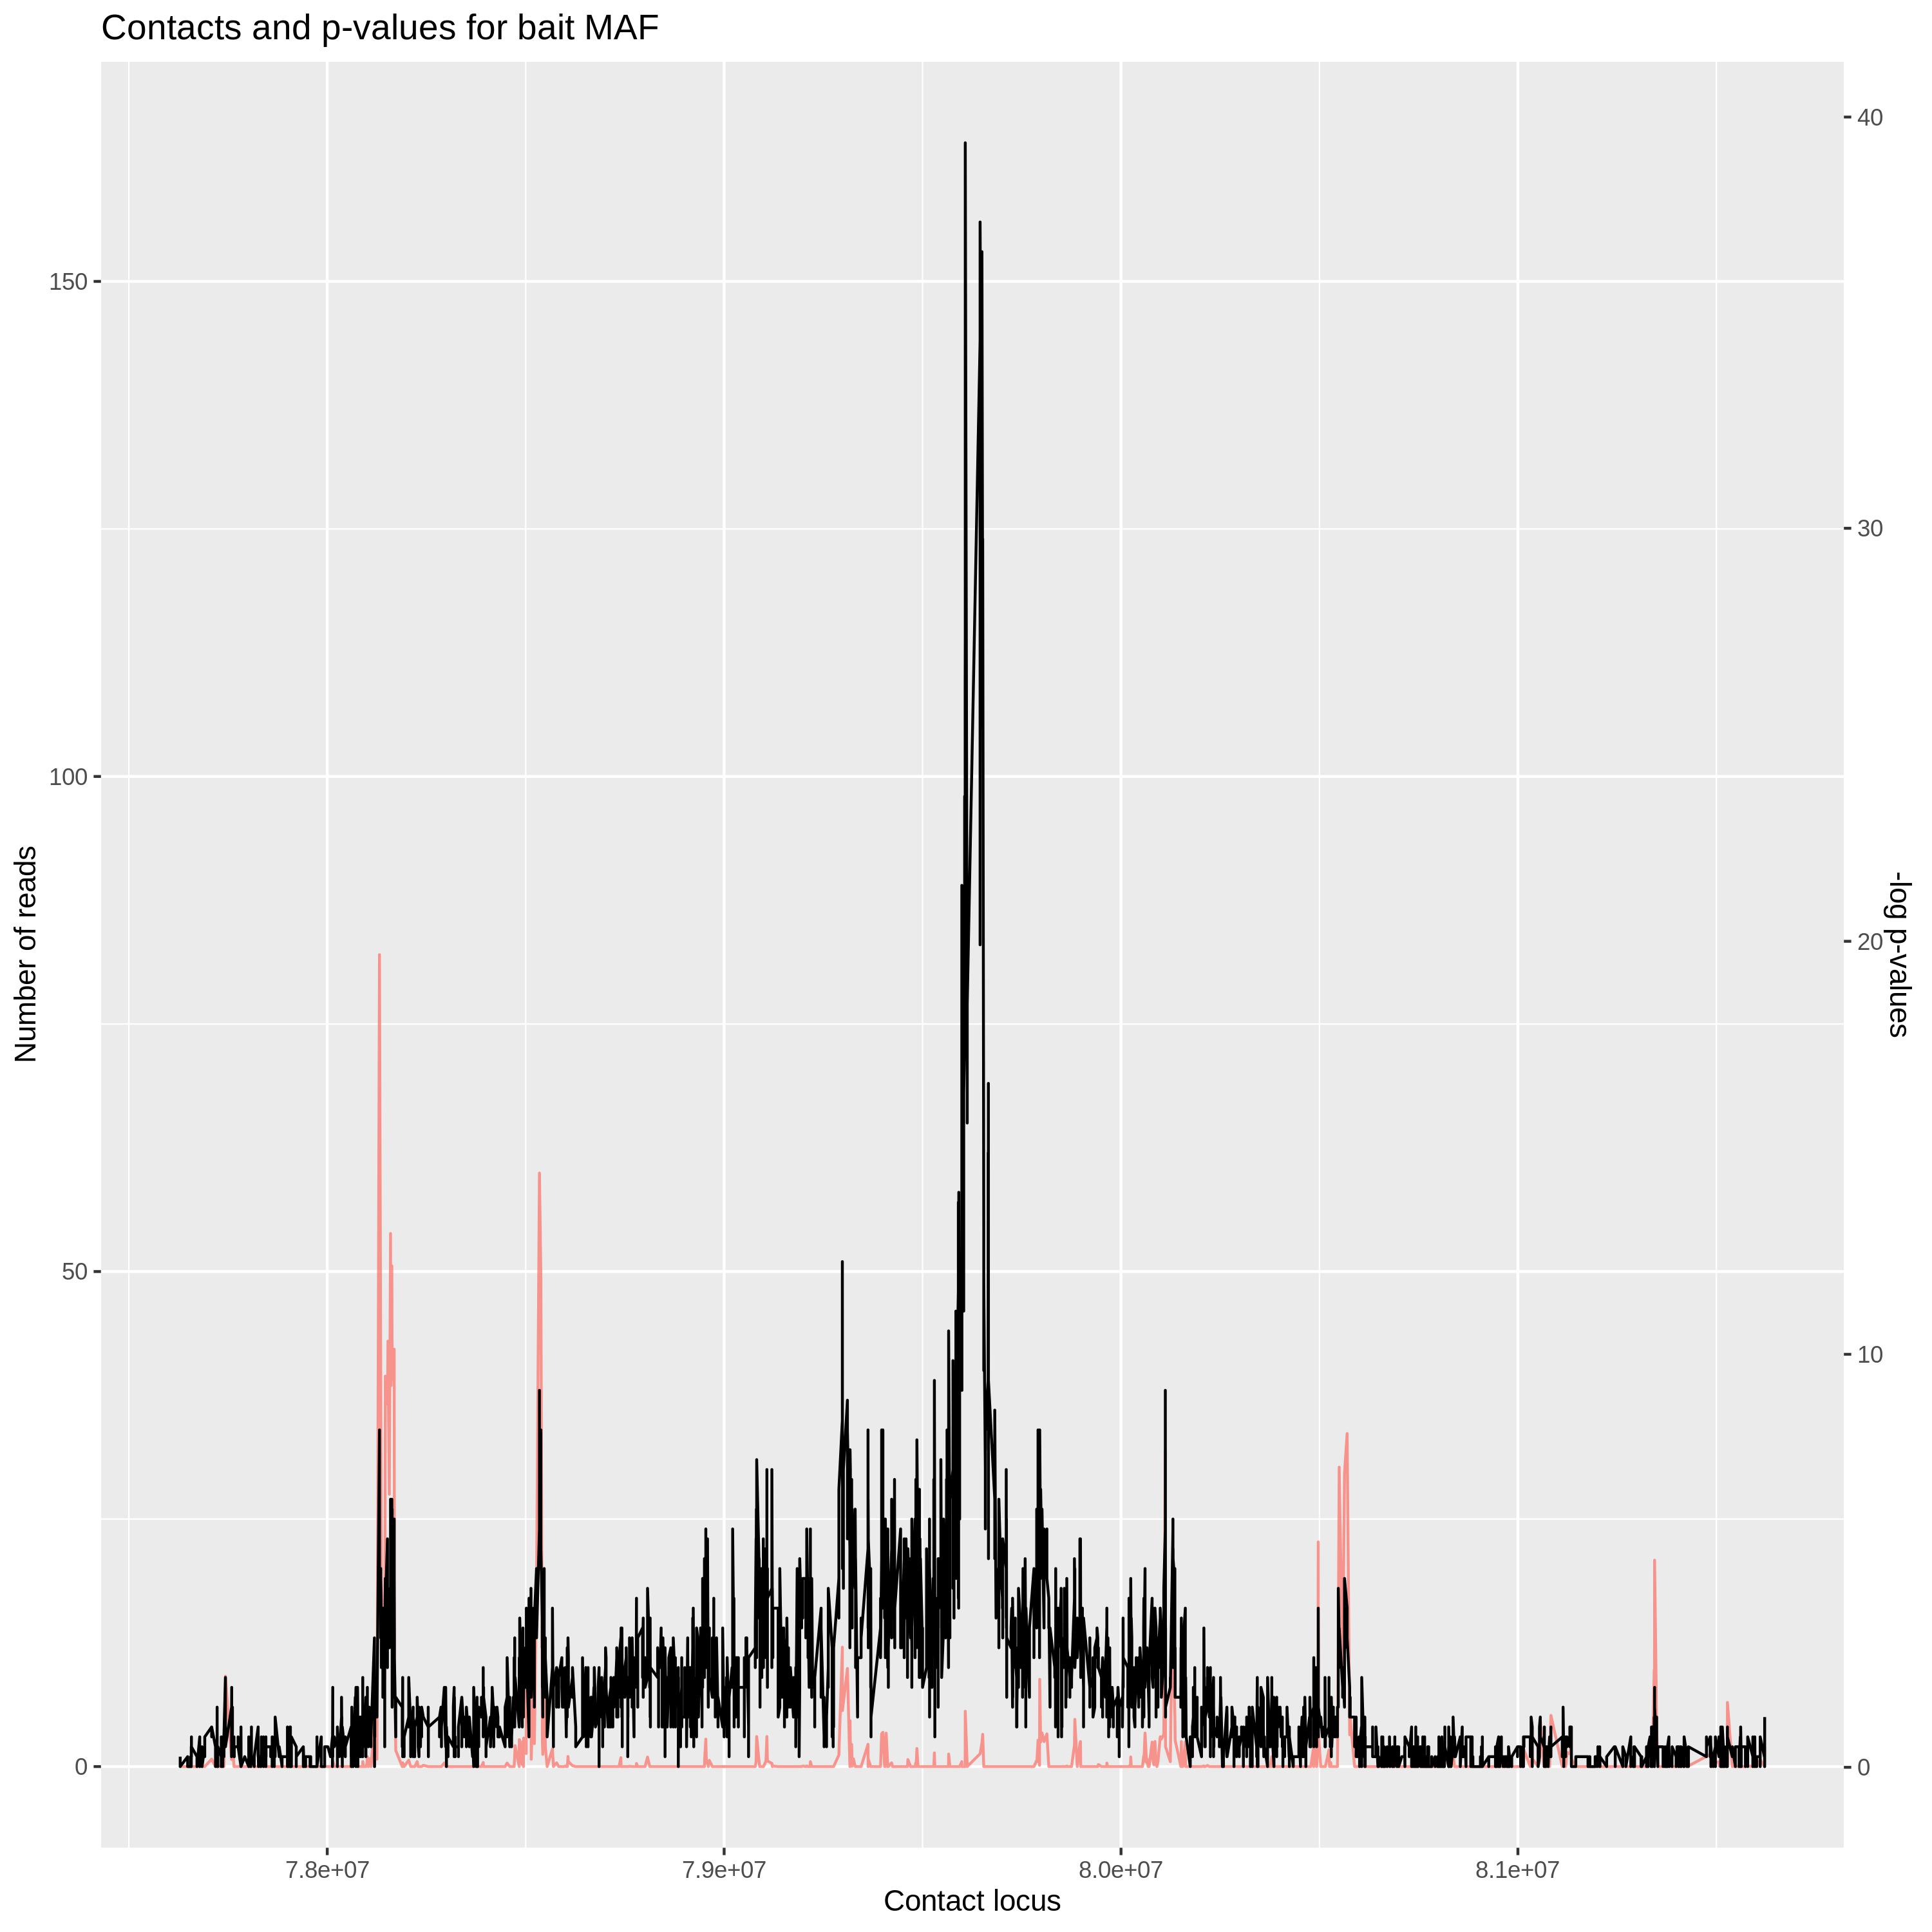 Contacts and p-values for bait MAF
Number of reads
150
100
50
0
40
30
20
10
0
-log p-values
7.8e+07
7.9e+07
8.0e+07
8.1e+07
Contact locus